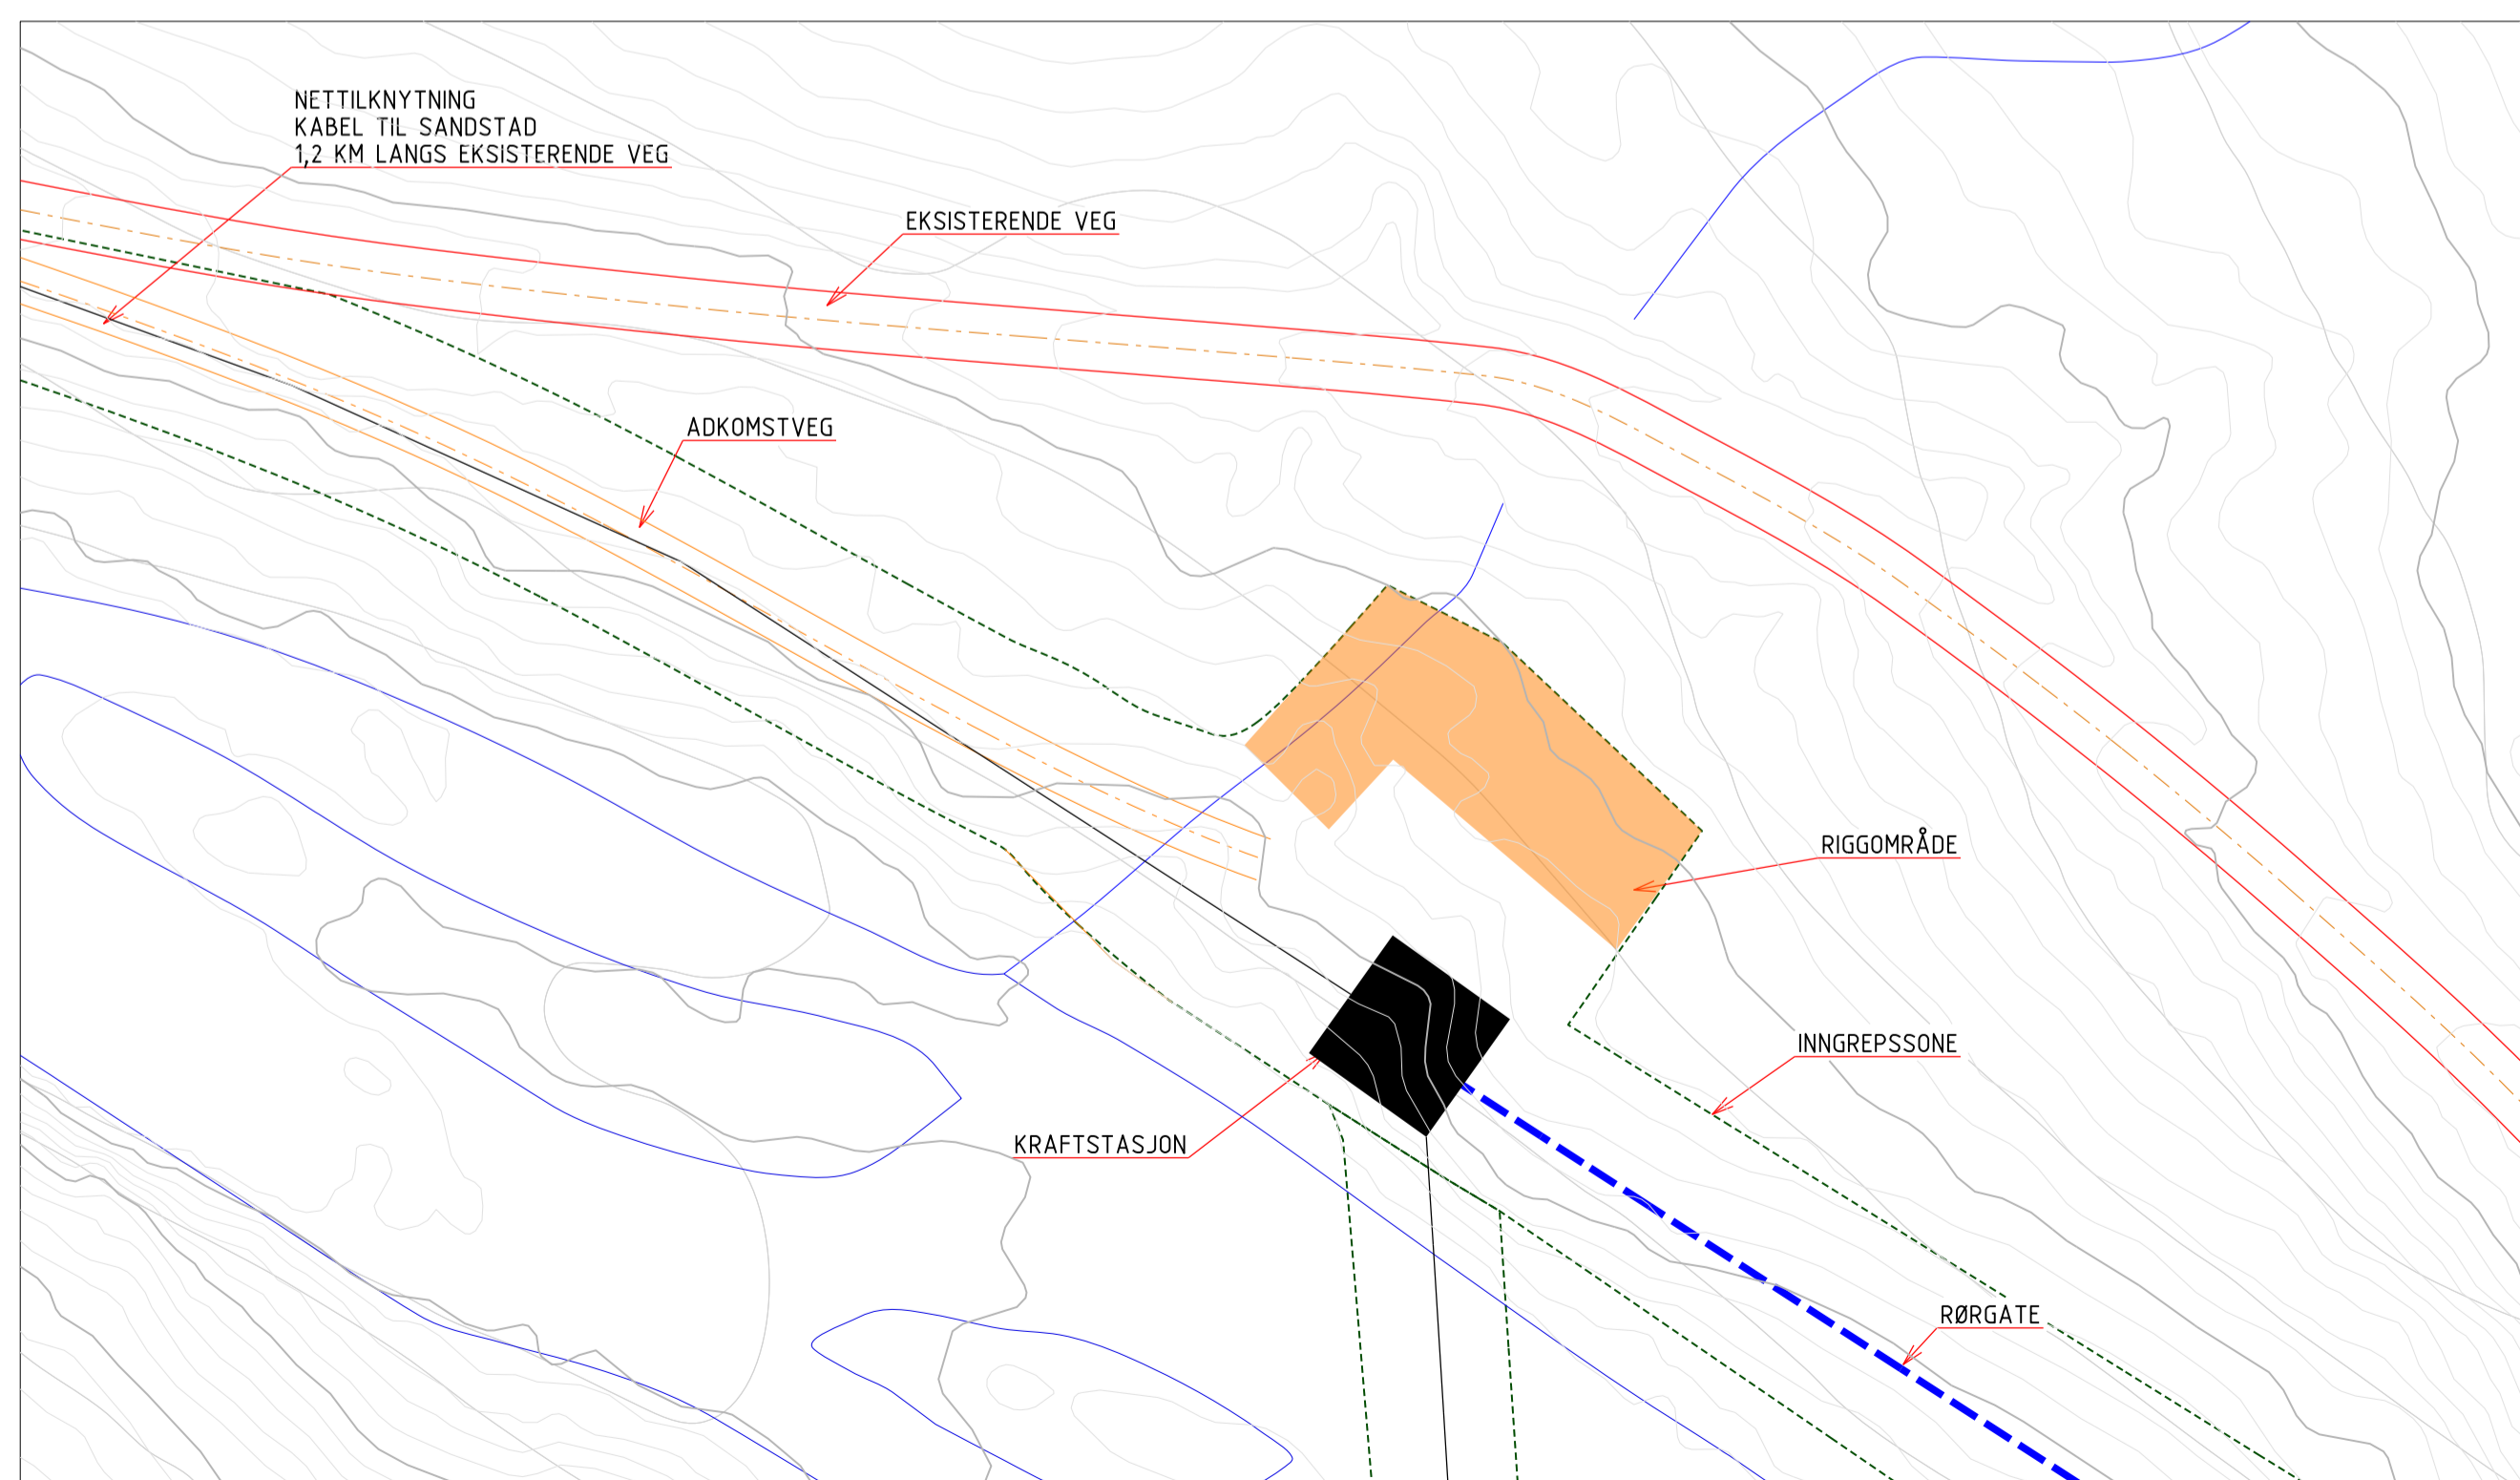 NETTILKNYTNING
KABEL TIL SANDSTAD
1,2 KM LANGS EKSISTERENDE VEG
EKSISTERENDE VEG
ADKOMSTVEG
RIGGOMRÅDE
INNGREPSSONE
KRAFTSTASJON
RØRGATE